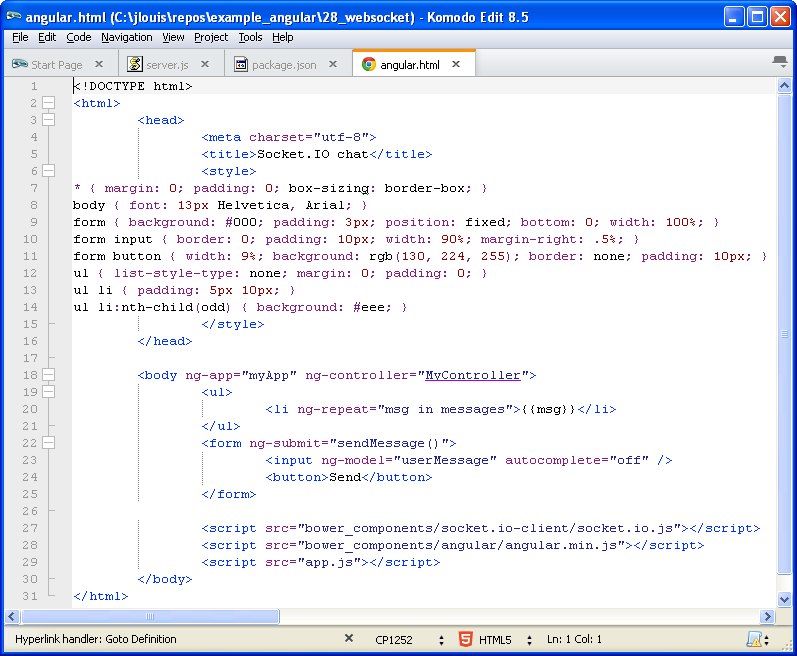 angular.html (C:\jlouis\repos\example_angular\28_websocket) - Komodo Edit 8.5
File Edit Code Navigation View Project Tools Help
Start Page server.js package.json angular.html
1 <!DOCTYPE html>
2 <html>
3 <head>
4 <meta charset="utf-8">
5 <title>Socket.IO chat</title>
6 <style>
7 * { margin: 0; padding: 0; box-sizing: border-box; }
8 body { font: 13px Helvetica, Arial; }
9 form { background: #000; padding: 3px; position: fixed; bottom: 0; width: 100%; }
10 form input { border: 0; padding: 10px; width: 90%; margin-right: .5%; }
11 form button { width: 9%; background: rgb(130, 224, 255); border: none; padding: 10px; }
12 ul { list-style-type: none; margin: 0; padding: 0; }
13 ul li { padding: 5px 10px; }
14 ul li:nth-child(odd) { background: #eee; }
15 </style>
16 </head>
17
18 <body ng-app="myApp" ng-controller="MyController">
19 <ul>
20 <li ng-repeat="msg in messages">{{msg}}</li>
21 </ul>
22 <form ng-submit="sendMessage()">
23 <input ng-model="userMessage" autocomplete="off" />
24 <button>Send</button>
25 </form>
26
27 <script src="bower_components/socket.io-client/socket.io.js"></script>
28 <script src="bower_components/angular/angular.min.js"></script>
29 <script src="app.js"></script>
30 </body>
31 </html>
Hyperlink handler: Goto Definition CP1252 HTML5 Ln: 1 Col: 1